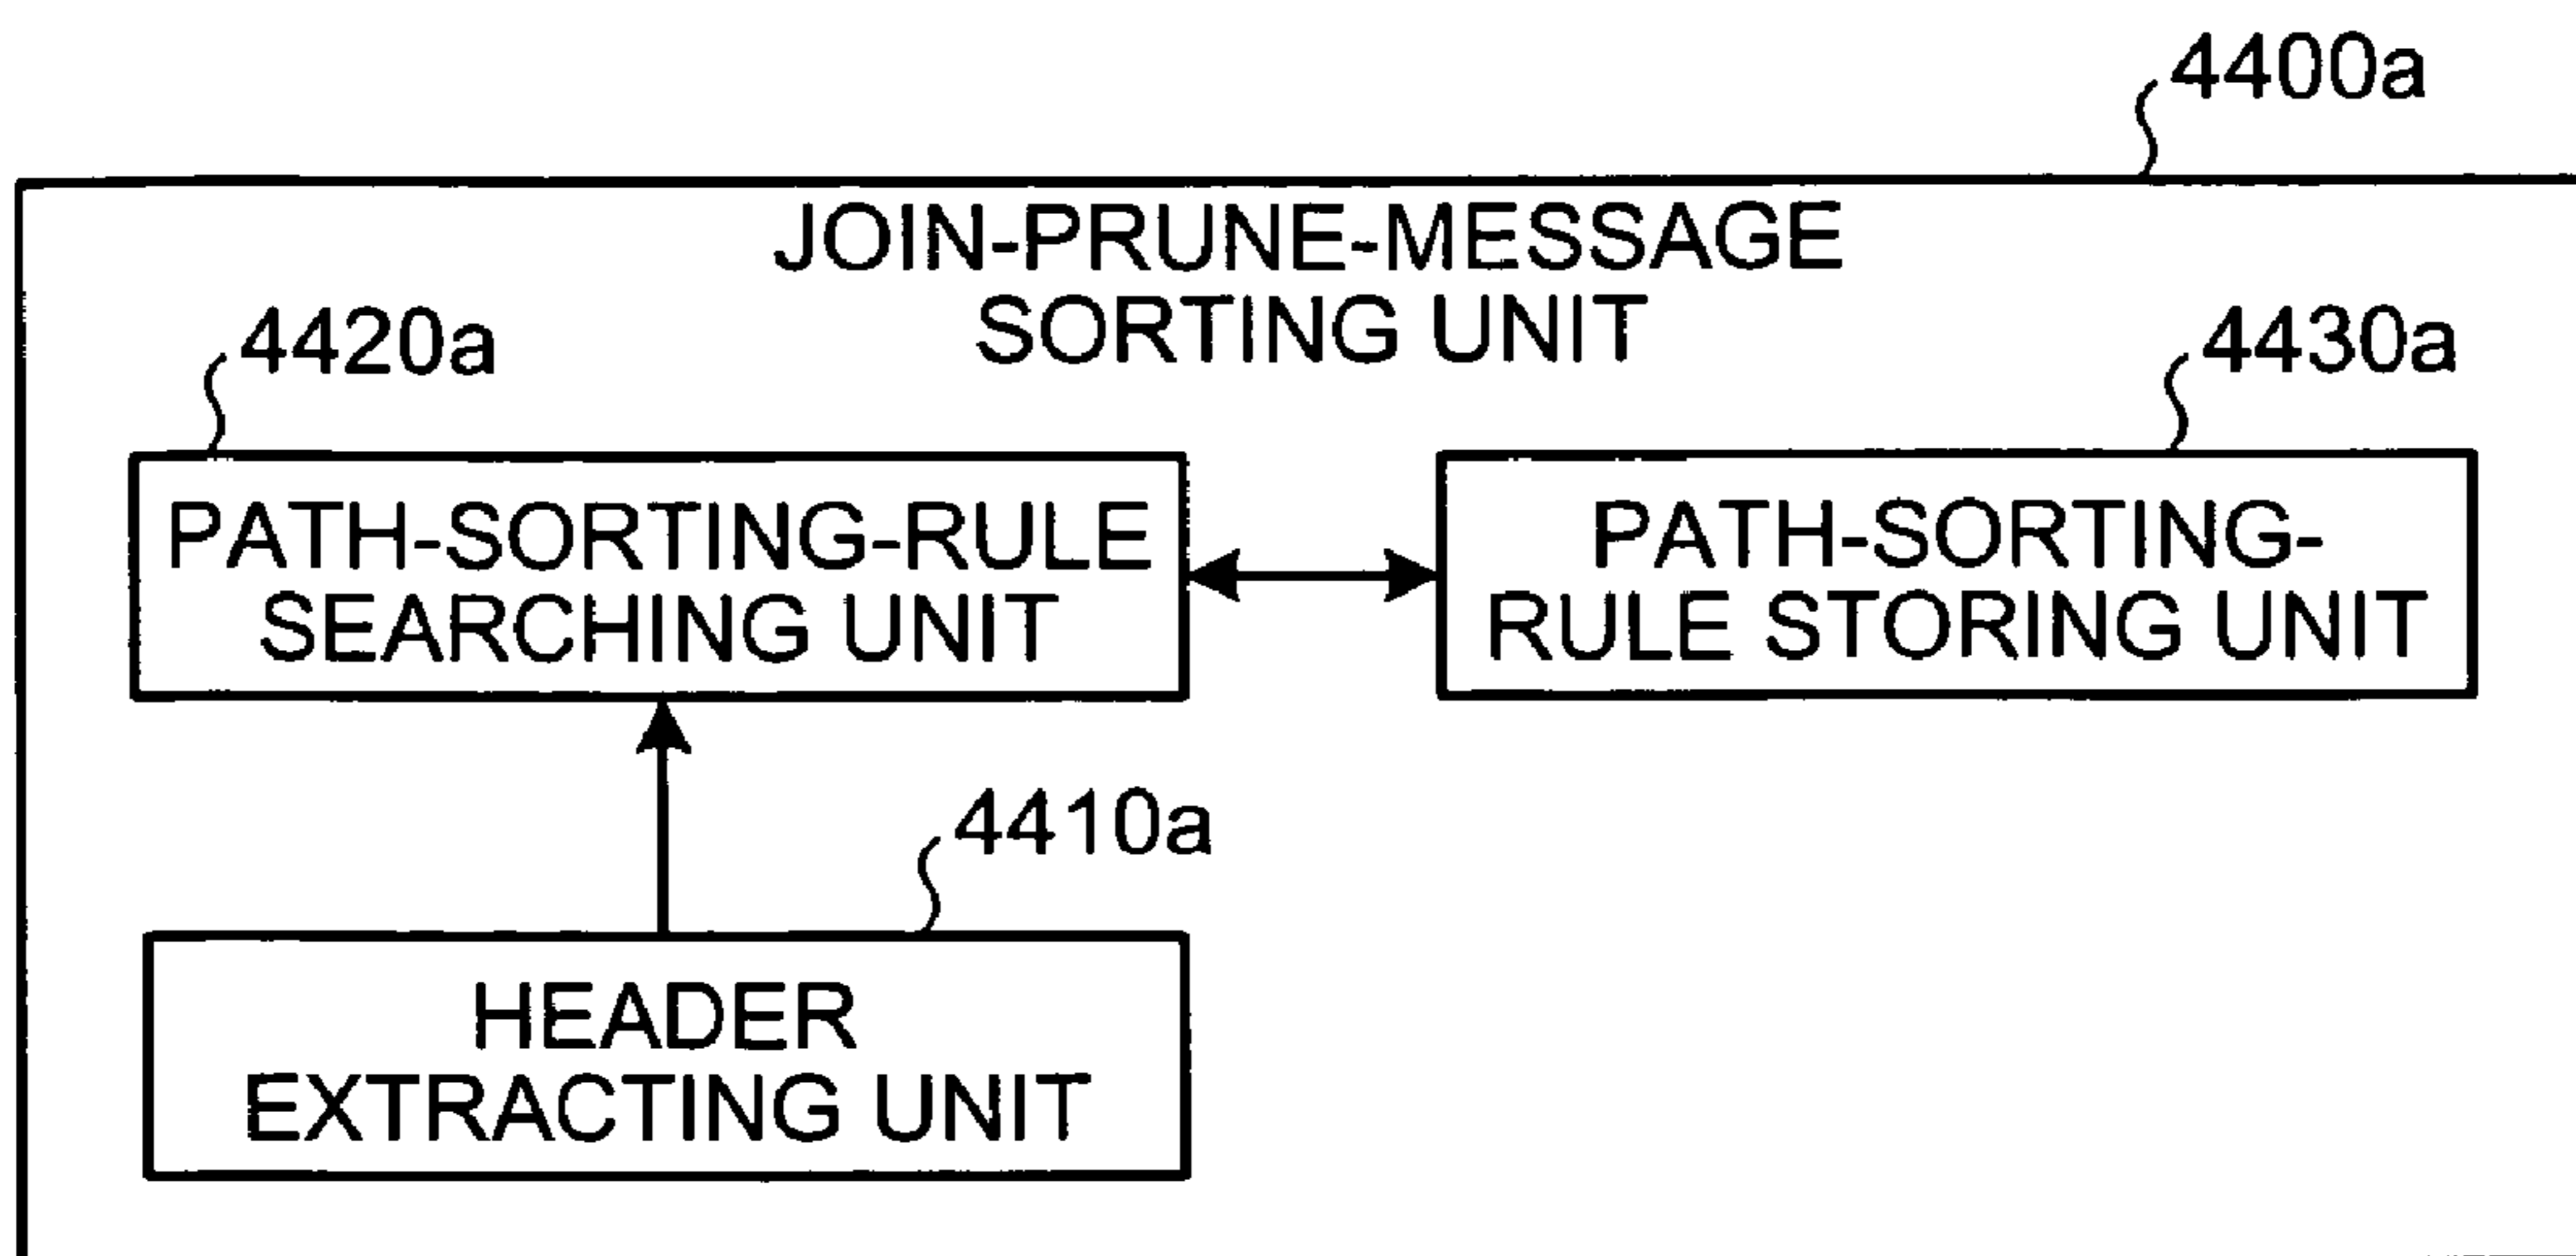 4400a
JOIN-PRUNE-MESSAGE
SORTING UNIT
4420a
4430a
PATH-SORTING-RULE
SEARCHING UNIT
PATH-SORTING-
RULE STORING UNIT
4410a
HEADER
EXTRACTING UNIT